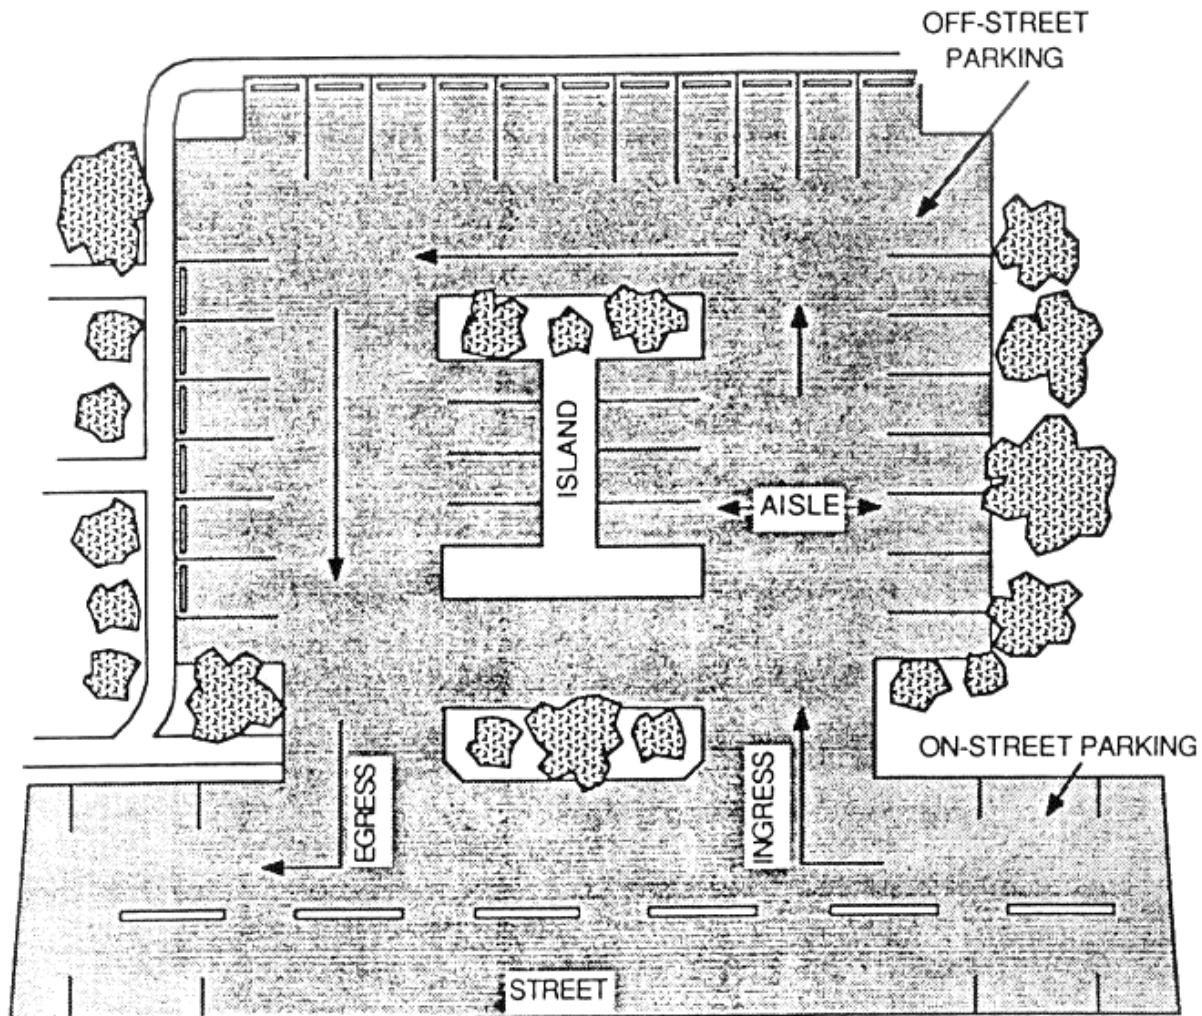 OFF-STREET
PARKING
ISLAND
AISLE
ON-STREET PARKING
EGRESS
INGRESS
STREET